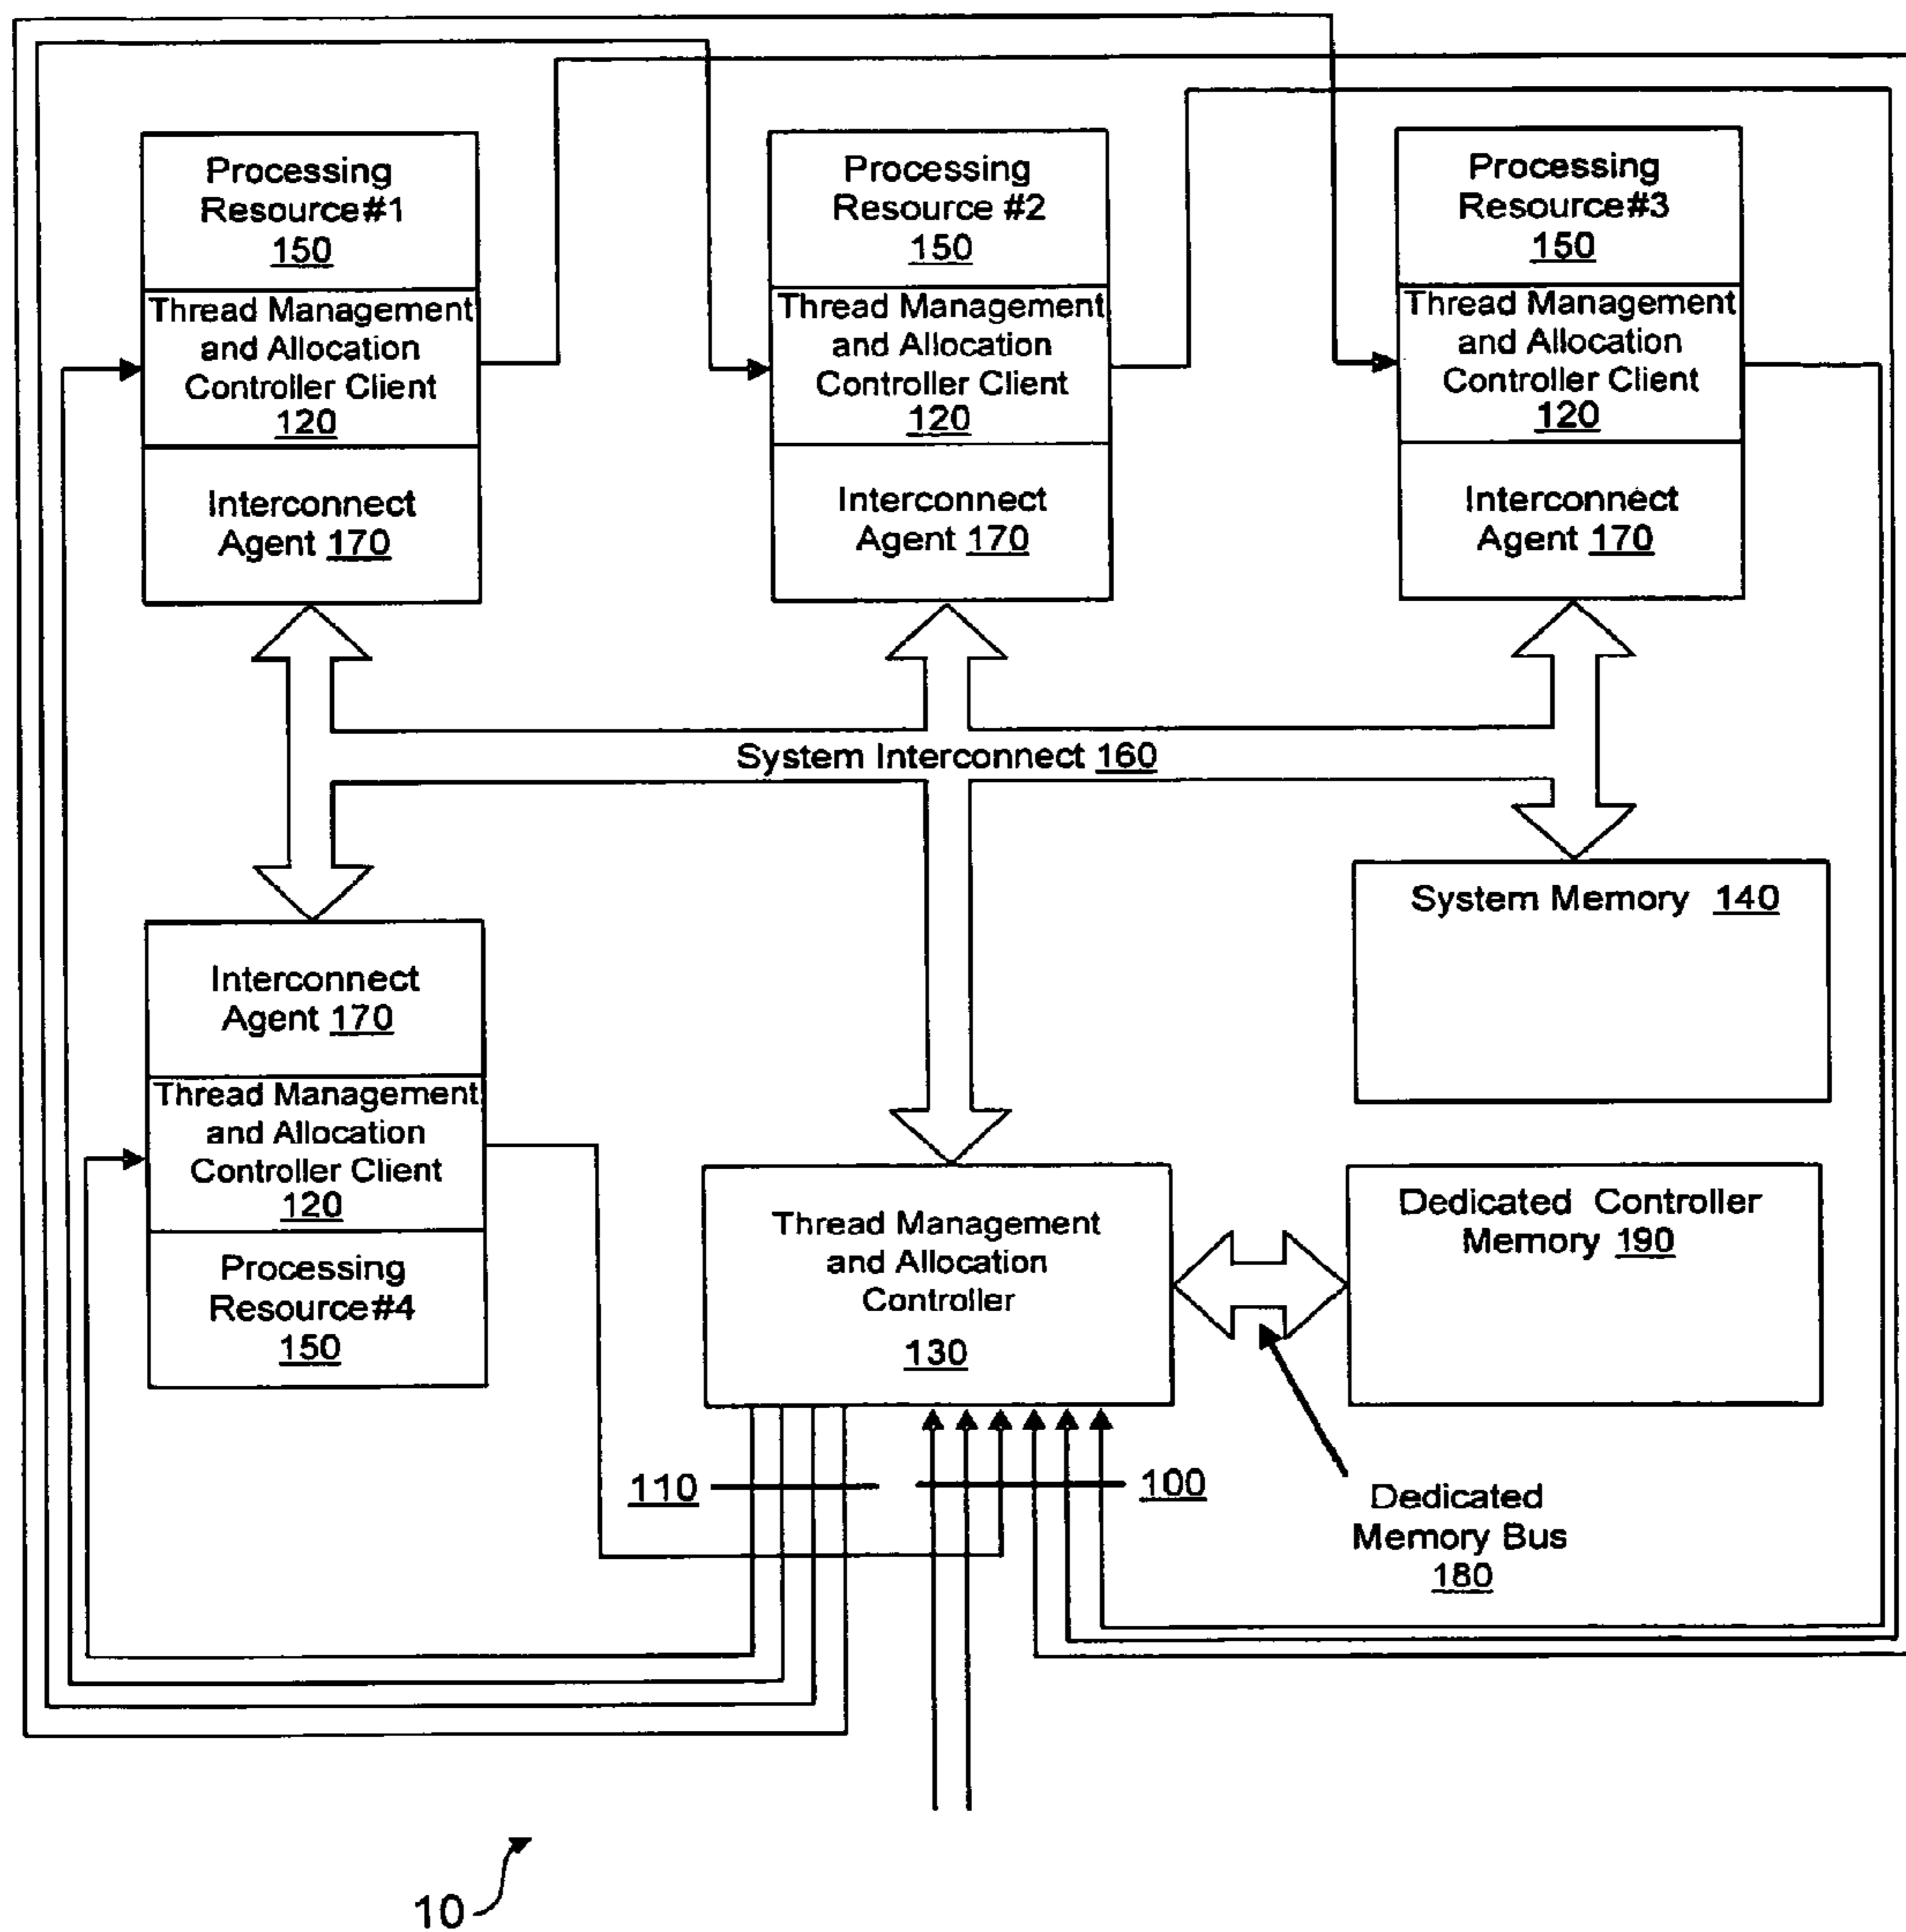 Processing
Resource#1
150
Thread Management
and Allocation
Controller Client
120
Interconnect
Agent 170
Processing
Resource #2
150
Thread Management
and Allocation
Controller Client
120
Interconnect
Agent 170
Processing
Resource#3
150
Thread Management
and Allocation
Controller Client
120
Interconnect
Agent 170
System Interconnect 160
System Memory 140
Interconnect
Agent 170
Thread Management
and Allocation
Controller Client
120
Processing
Resource#4
150
Thread Management
and Allocation
Controller
130
Dedicated Controller
Memory 190
110
100
Dedicated
Memory Bus
180
10